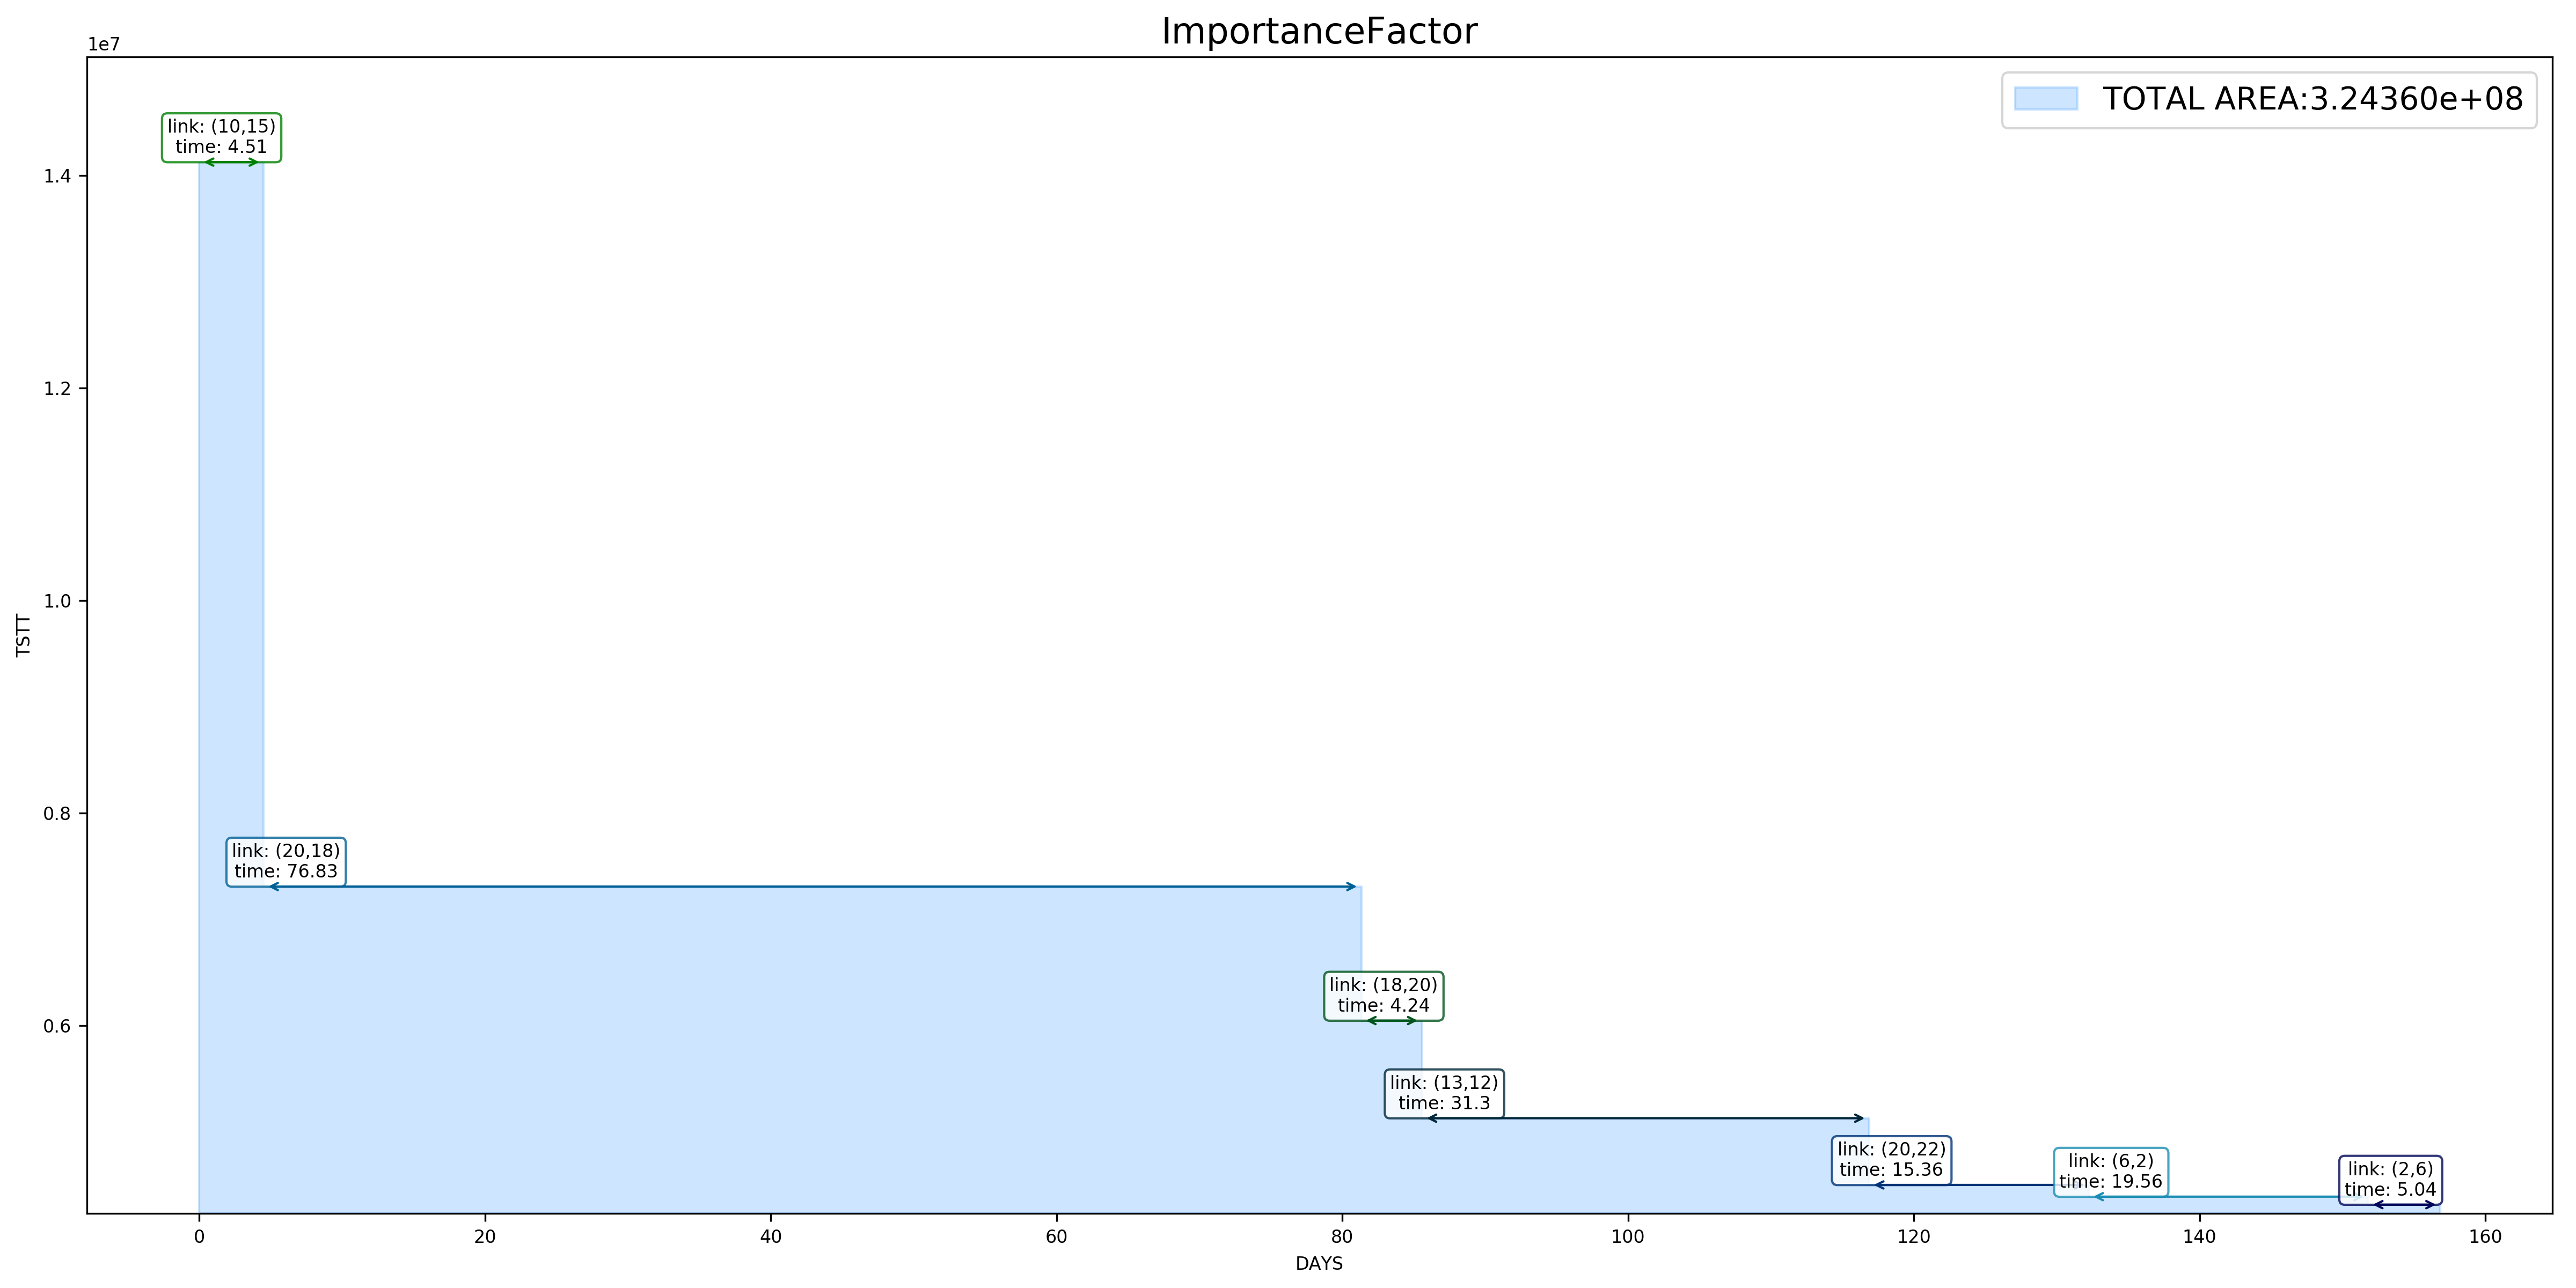 ImportanceFactor
1e7
TOTAL AREA:3.24360e+08
link: (10,15)
time: 4.51
1.4
1.2
1.0
0.8
0.6
TSTT
link: (20,18)
time: 76.83
link: (18,20)
time: 4.24
link: (13,12)
time: 31.3
link: (20,22)
time: 15.36
link: (6,2)
time: 19.56
link: (2,6)
time: 5.04
0 20 40 60 80 100 120 140 160
DAYS